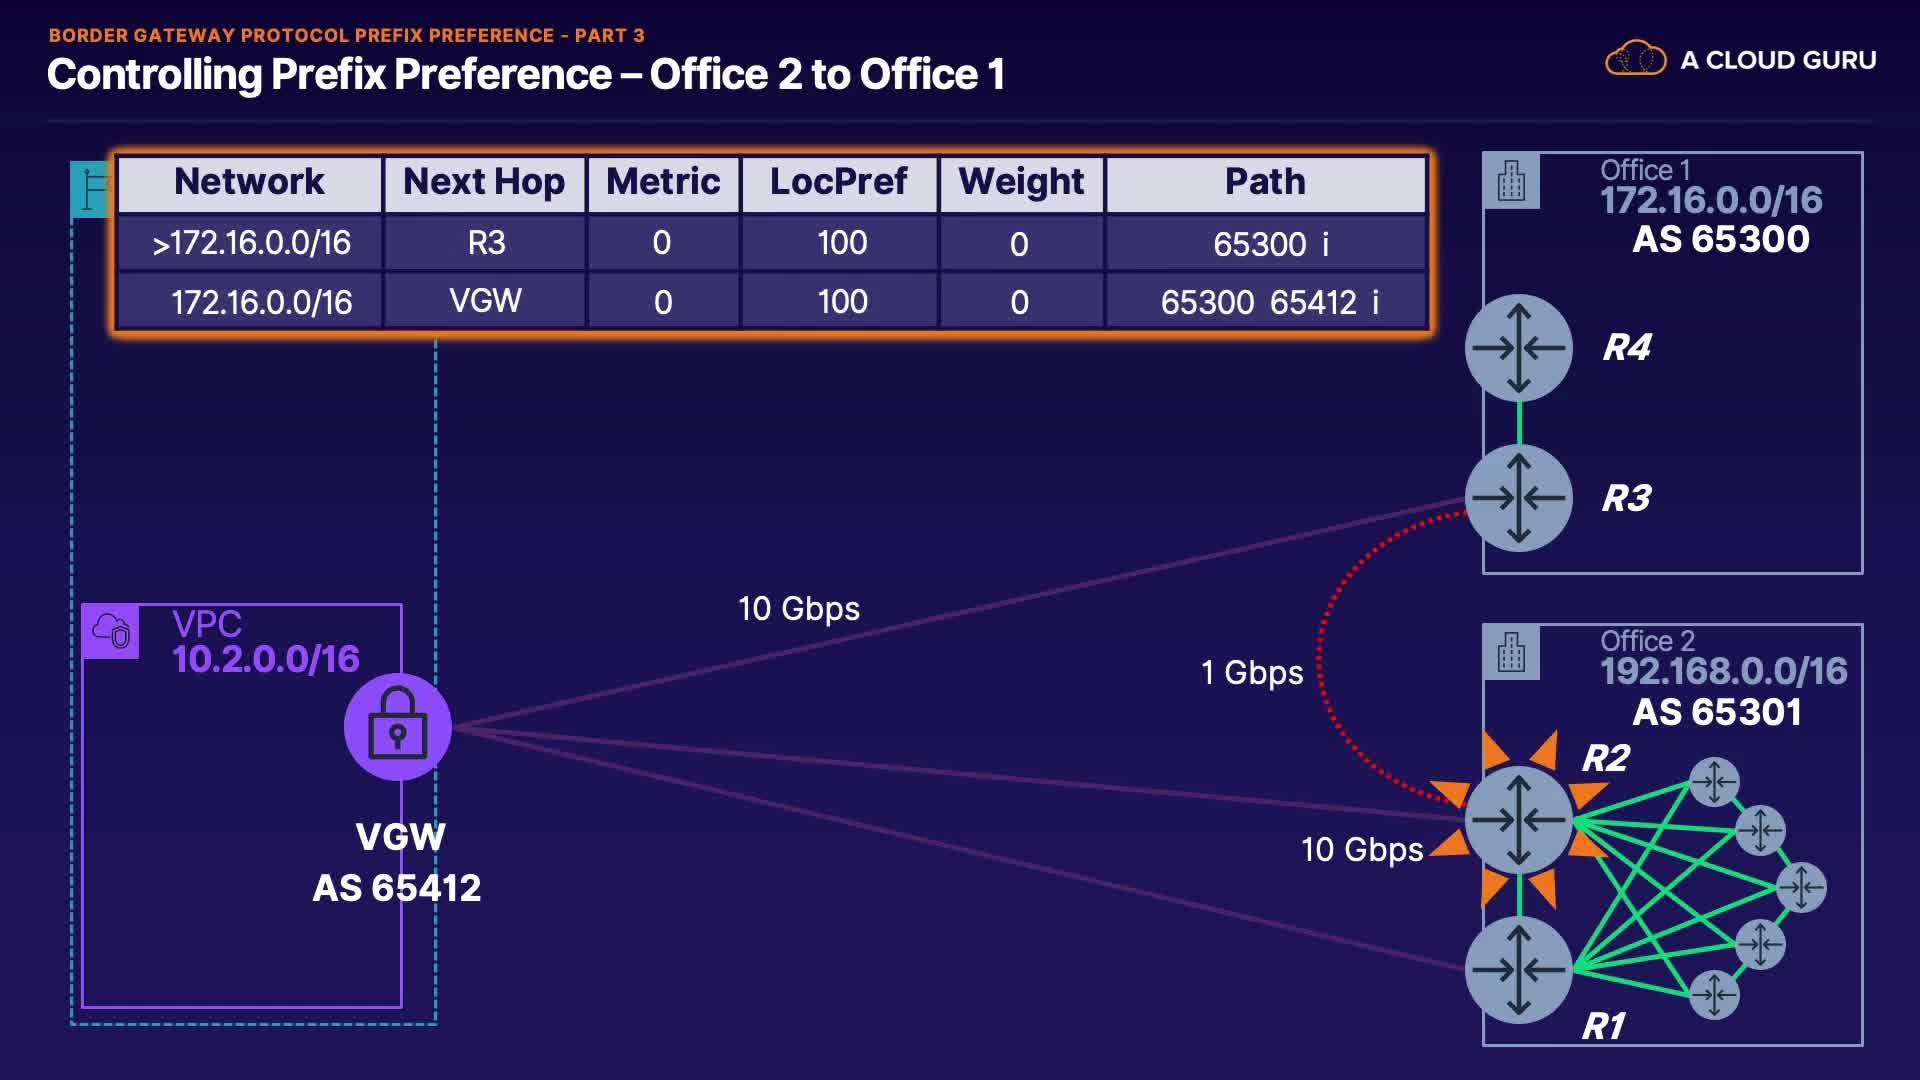 BORDER GATEWAY PROTOCOL PREFIX PREFERENCE - PART 3
Controlling Prefix Preference – Office 2 to Office 1
A CLOUD GURU
Network Next Hop Metric LocPref Weight Path
>172.16.0.0/16 R3 0 100 0 65300 i
172.16.0.0/16 VGW 0 100 0 65300 65412 i
Office 1
172.16.0.0/16
AS 65300
R4
R3
10 Gbps
1 Gbps
VPC
10.2.0.0/16
VGW
AS 65412
Office 2
192.168.0.0/16
AS 65301
R2
10 Gbps
R1